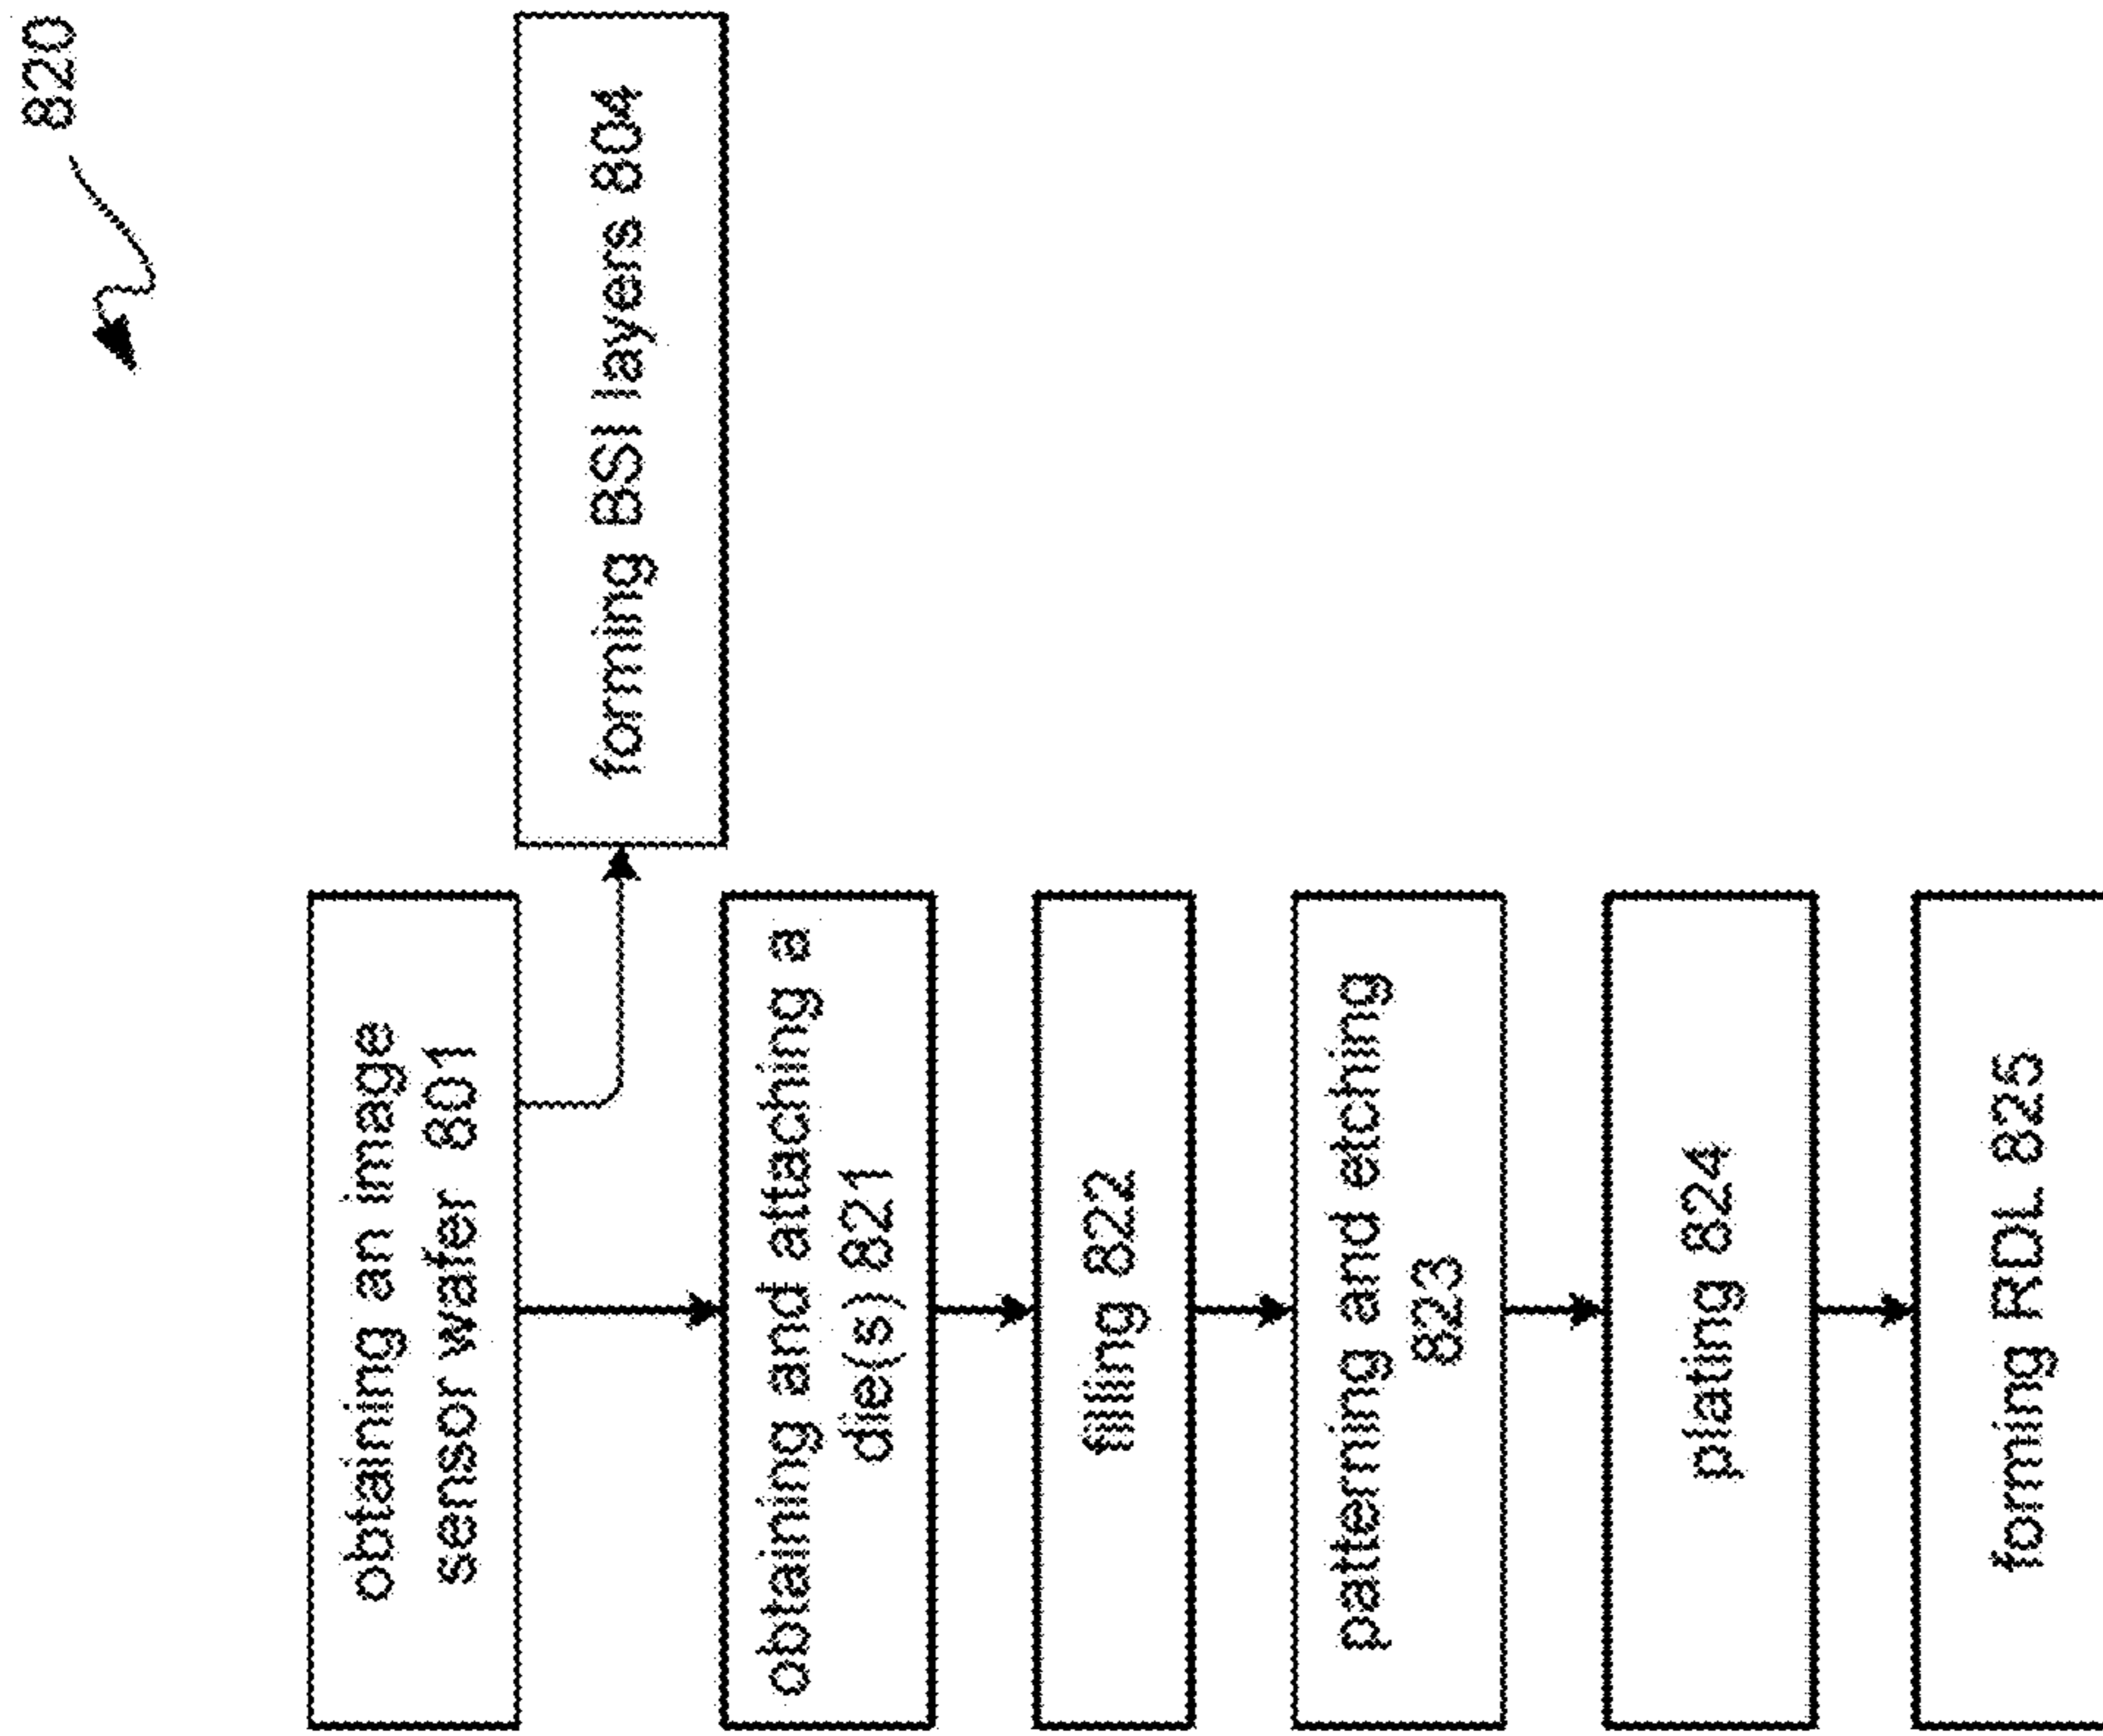 820
obtaining an image
sensor wafer 801
forming BSI layers 804
obtaining and attaching a
die(s) 821
filling 822
patterning and etching
823
plating 824
forming RDL 825